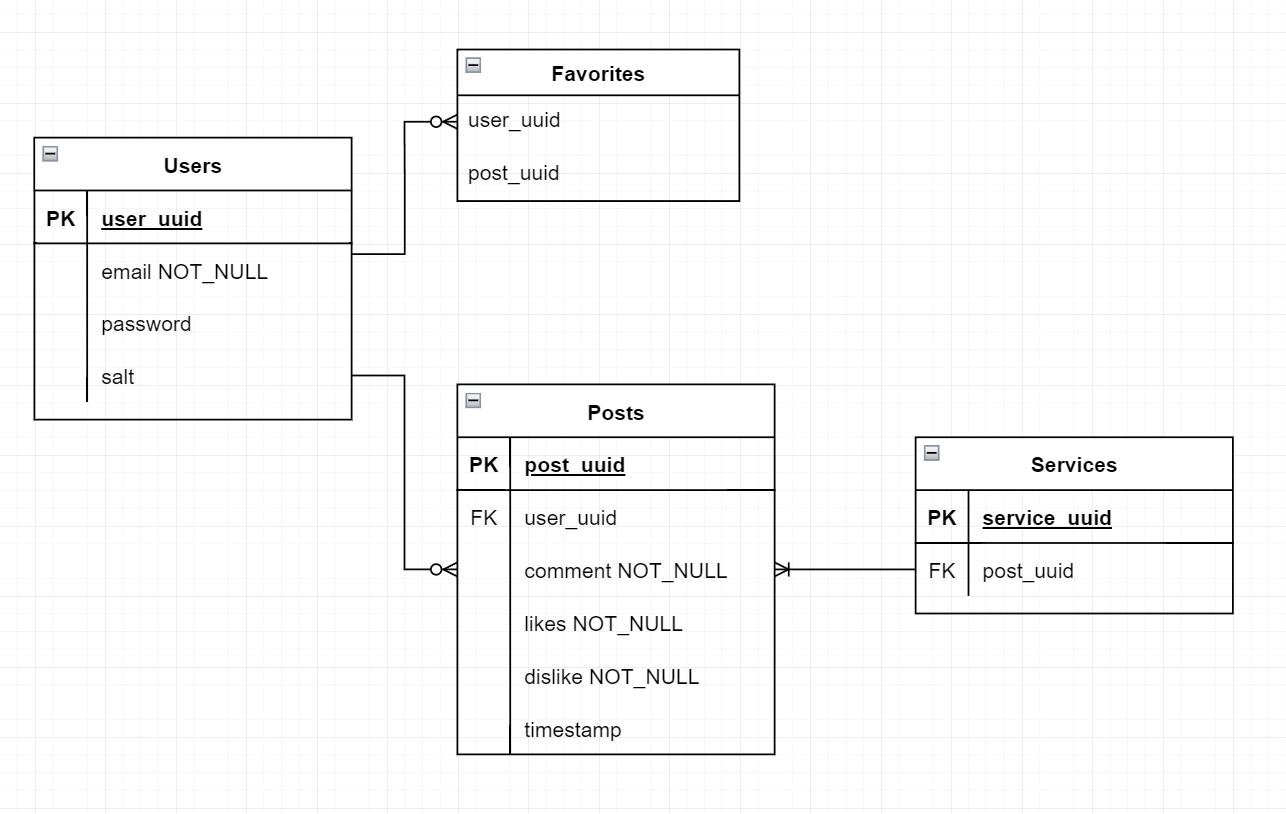 Favorites
user_uuid
post_uuid
Users
PK user_uuid
email NOT_NULL
password
salt
Posts
PK post_uuid
FK user_uuid
comment NOT_NULL
likes NOT_NULL
dislike NOT_NULL
timestamp
Services
PK service_uuid
FK post_uuid